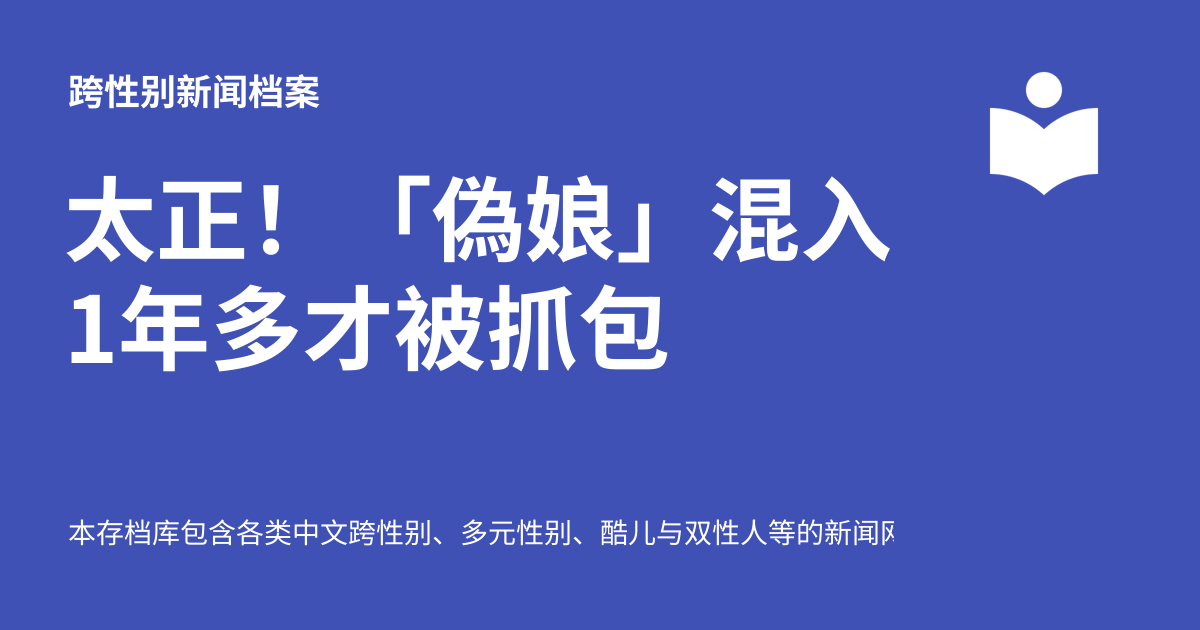 跨性别新闻档案
太正！「偽娘」混入
1年多才被抓包
本存档库包含各类中文跨性别、多元性别、酷儿与双性人等的新闻网